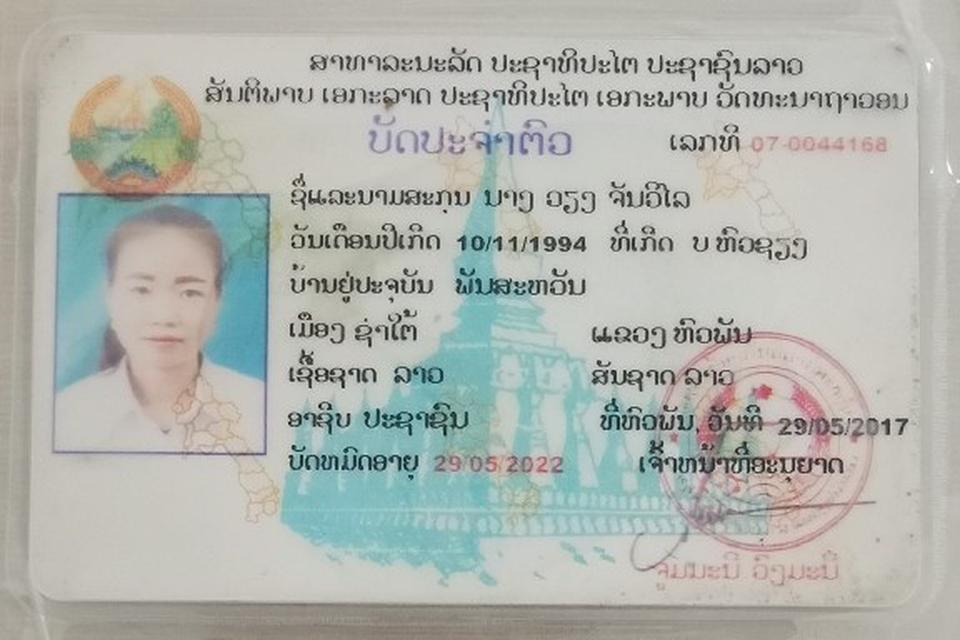 ສາທາລະນະລັດ ປະຊາທິປະໄຕ ປະຊາຊົນລາວ
ສັນຕິພາບ ເອກະລາດ ປະຊາທິປະໄຕ ເອກະພາບ ວັດທະນາຖາວອນ
ບັດປະຈຳຕົວ ເລກທີ 07-0044168
ຊື່ແລະນາມສະກຸນ ນາງ ວຽງ ຈັນວິໄລ
ວັນເດືອນປີເກີດ 10/11/1994 ທີ່ເກີດ ບ ຫົວຊຽງ
ບ້ານຢູ່ປະຈຸບັນ ພັນສະຫວັນ
ເມືອງ ຊຳໃຕ້ ແຂວງ ຫົວພັນ
ເຊື້ອຊາດ ລາວ ສັນຊາດ ລາວ
ອາຊີບ ປະຊາຊົນ ທີ່ຫົວພັນ, ວັນທີ 29/05/2017
ບັດຫມົດອາຍຸ 29/05/2022 ເຈົ້າຫນ້າທີ່ອະນຸຍາດ
ຈູມມະນີ ວົງມະນີ